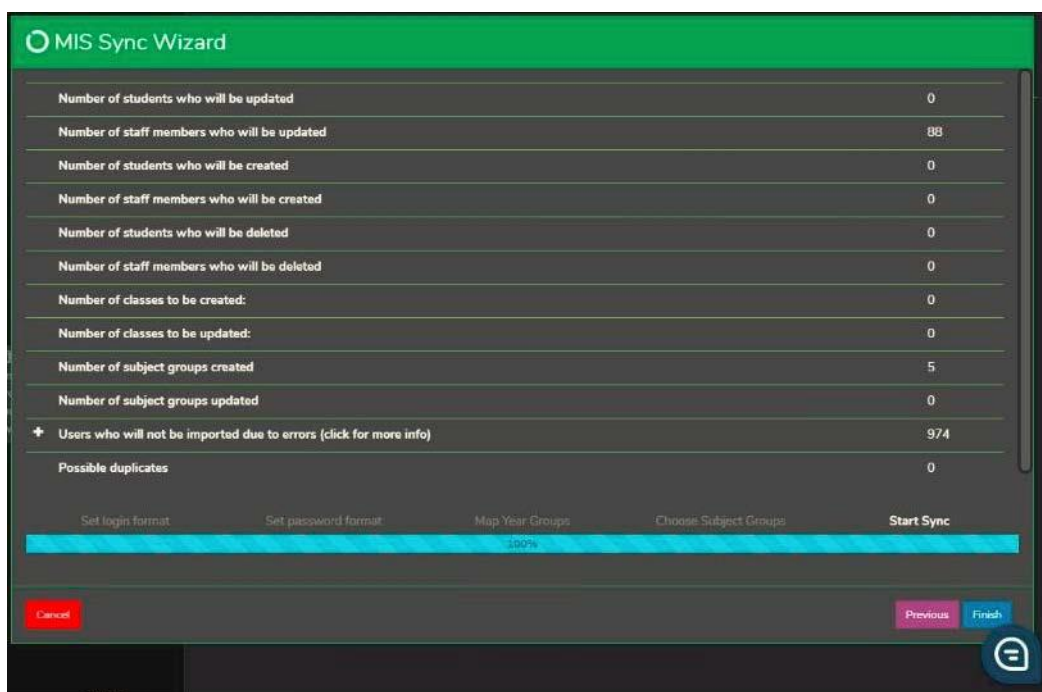 MIS Sync Wizard
Number of students who will be updated 0
Number of staff members who will be updated 88
Number of students who will be created 0
Number of staff members who will be created 0
Number of students who will be deleted 0
Number of staff members who will be deleted 0
Number of classes to be created: 0
Number of classes to be updated: 0
Number of subject groups created 5
Number of subject groups updated 0
+ Users who will not be imported due to errors (click for more info) 974
Possible duplicates 0
Set login format Set password format Map Year Groups Choose Subject Groups Start Sync
100%
Cancel Previous Finish